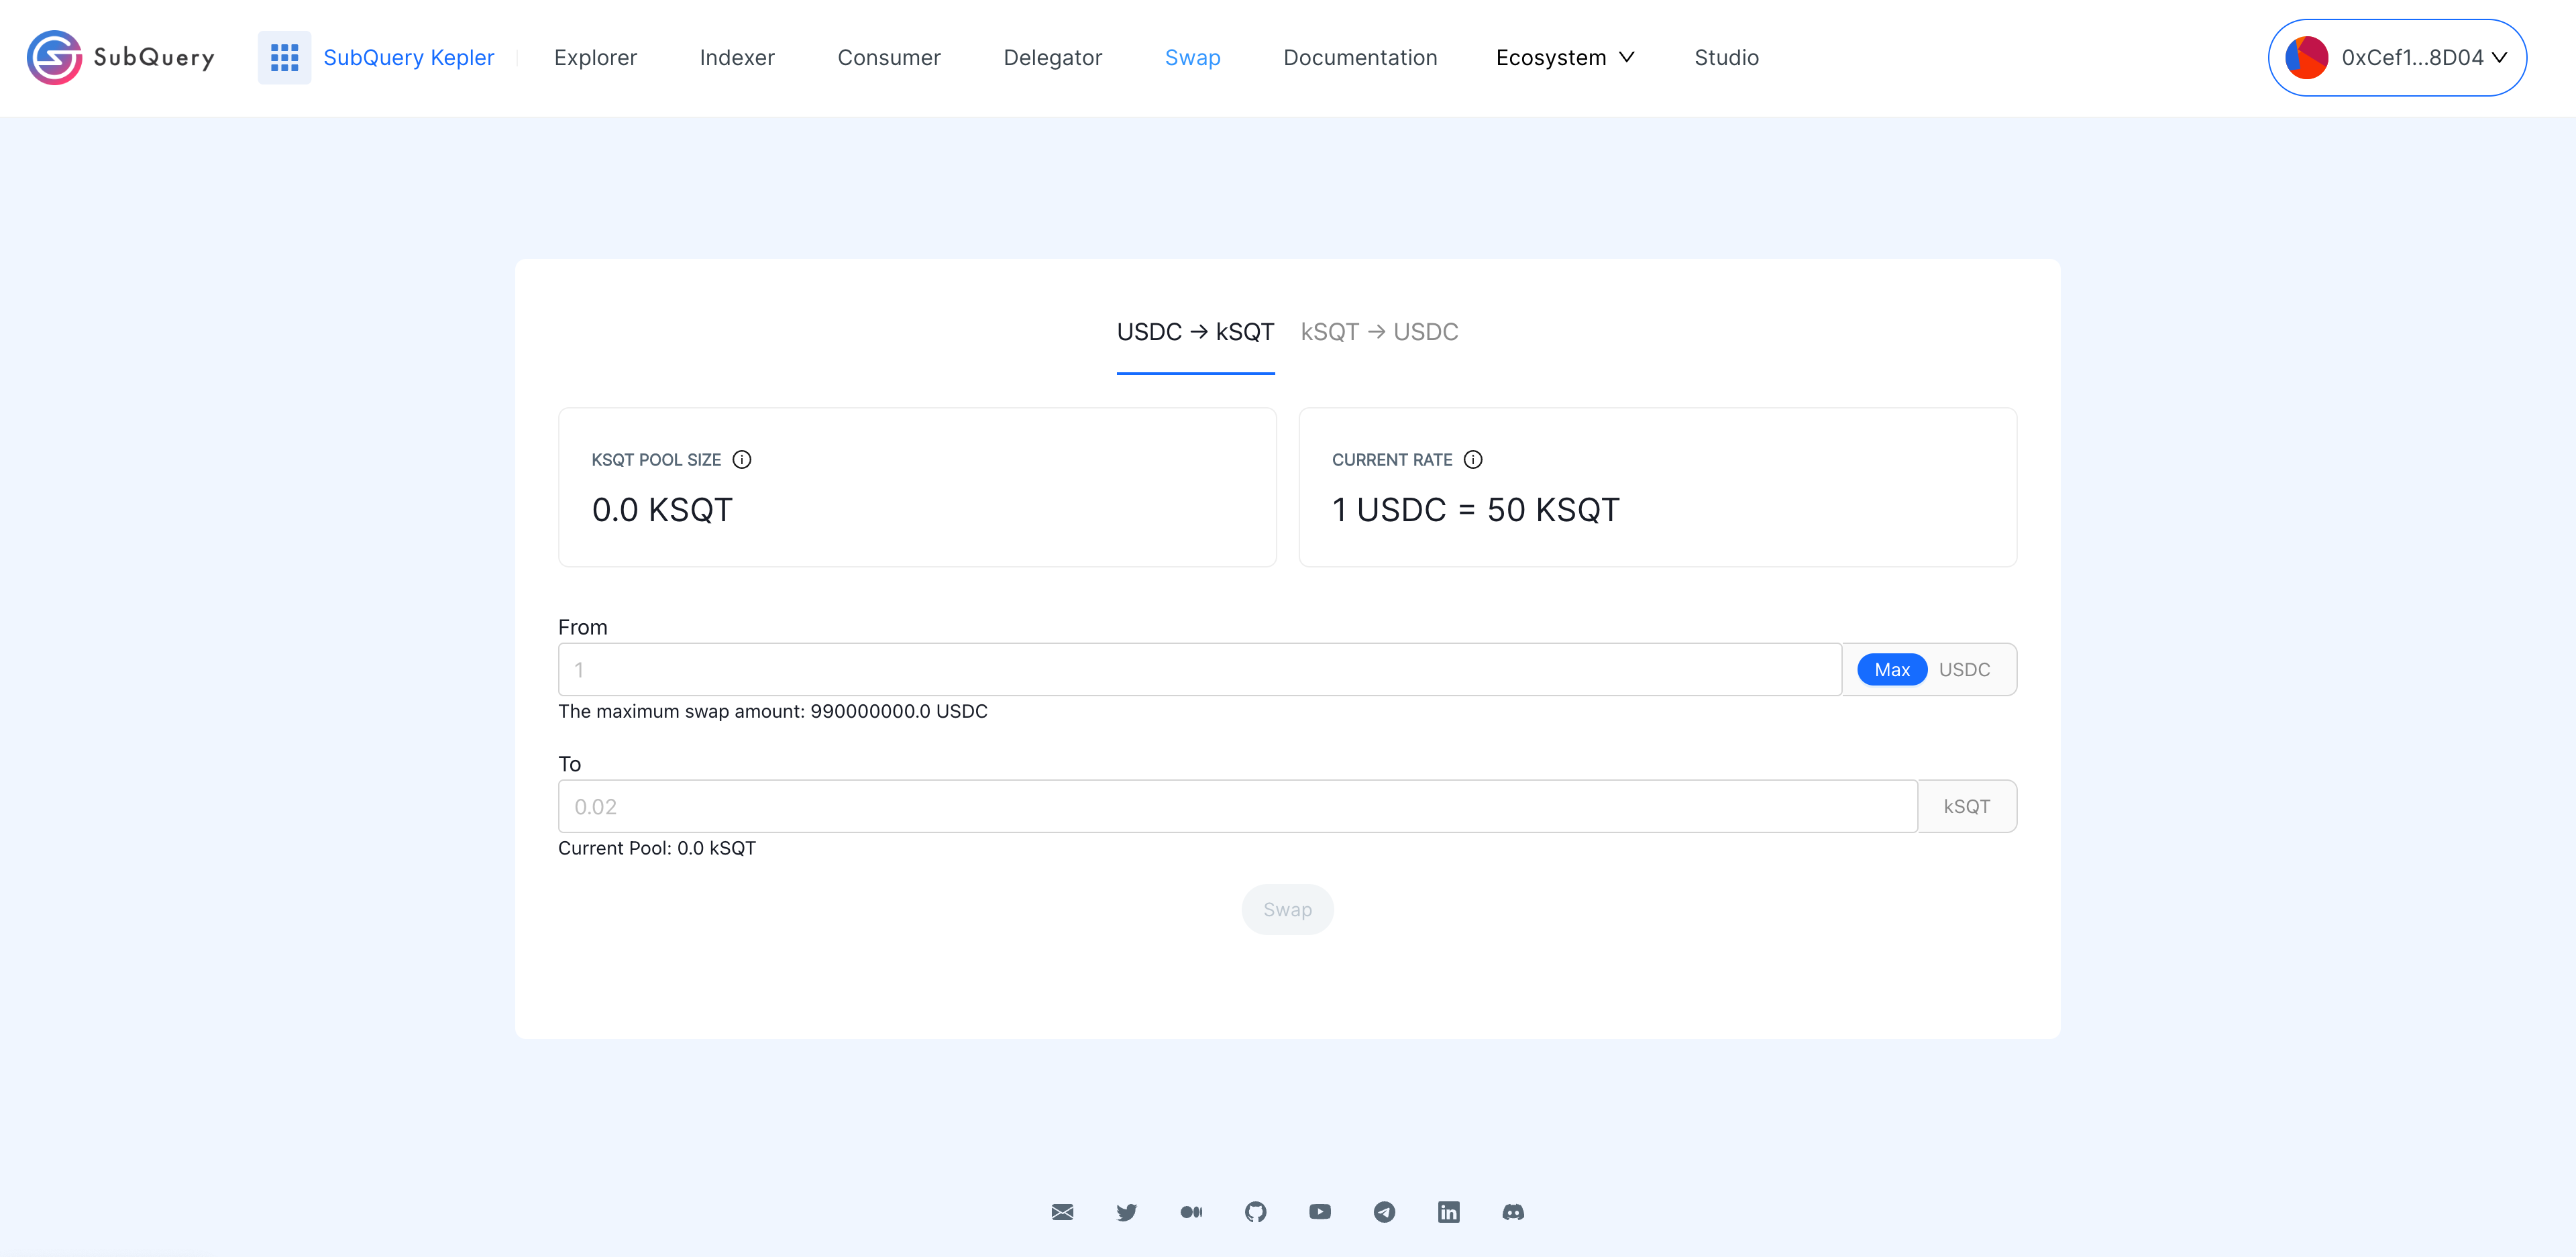 SubQuery SubQuery Kepler Explorer Indexer Consumer Delegator Swap Documentation Ecosystem Studio 0xCef1...8D04
USDC → kSQT kSQT → USDC
KSQT POOL SIZE
0.0 KSQT
CURRENT RATE
1 USDC = 50 KSQT
From
1 Max USDC
The maximum swap amount: 990000000.0 USDC
To
0.02 kSQT
Current Pool: 0.0 kSQT
Swap